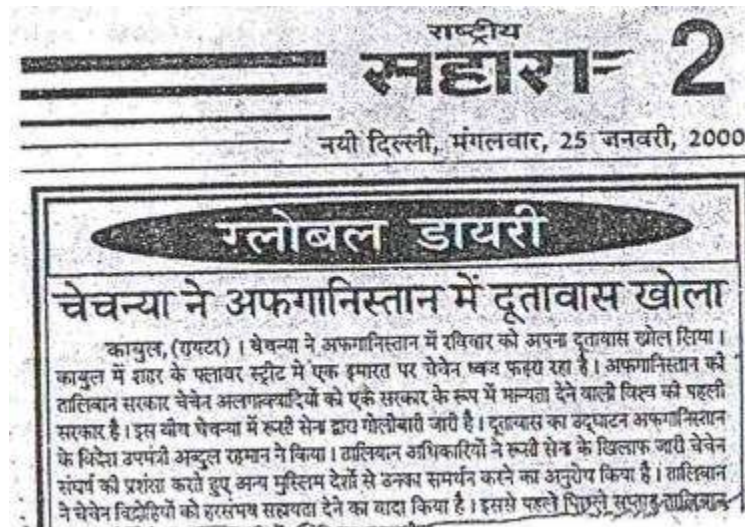 राष्ट्रीय
सहारा 2
नयी दिल्ली, मंगलवार, 25 जनवरी, 2000
ग्लोबल डायरी
चेचन्या ने अफगानिस्तान में दूतावास खोला
काबुल, (रायटर) । चेचन्या ने अफगानिस्तान में रविवार को अपना दूतावास खोल लिया ।
काबुल में शहर के फ्लावर स्ट्रीट में एक इमारत पर चेचेन ध्वज फहरा रहा है । अफगानिस्तान की
तालिबान सरकार चेचेन अलगाववादियों को एक सरकार के रूप में मान्यता देने वाली विश्व की पहली
सरकार है । इस बीच चेचन्या में रूसी सेना द्वारा गोलीबारी जारी है । दूतावास का उद्घाटन अफगानिस्तान
के विदेश उपमंत्री अब्दुल रहमान ने किया । तालिबान अधिकारियों ने रूसी सेना के खिलाफ जारी चेचेन
संघर्ष की प्रशंसा करते हुए अन्य मुस्लिम देशों से उनका समर्थन करने का अनुरोध किया है । तालिबान
ने चेचेन विद्रोहियों को हरसंभव सहायता देने का वादा किया है । इससे पहले पिछले सप्ताह तालिबान